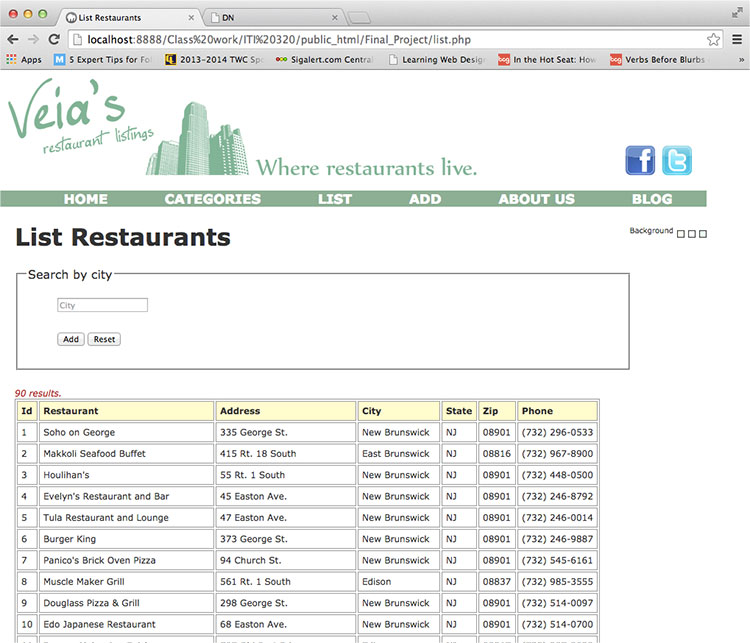 List Restaurants
DN
localhost:8888/Class%20work/ITI%20320/public_html/Final_Project/list.php
Apps M 5 Expert Tips for Fol 2013-2014 TWC Spo Sigalert.com Central Learning Web Desig bcg In the Hot Seat: How bcg Verbs Before Blurbs »
Veia's
restaurant listings
Where restaurants live.
HOME CATEGORIES LIST ADD ABOUT US BLOG
List Restaurants
Background
Search by city
City
Add Reset
90 results.
Id Restaurant Address City State Zip Phone
1 Soho on George 335 George St. New Brunswick NJ 08901 (732) 296-0533
2 Makkoli Seafood Buffet 415 Rt. 18 South East Brunswick NJ 08816 (732) 967-8900
3 Houlihan's 55 Rt. 1 South New Brunswick NJ 08901 (732) 448-0500
4 Evelyn's Restaurant and Bar 45 Easton Ave. New Brunswick NJ 08901 (732) 246-8792
5 Tula Restaurant and Lounge 47 Easton Ave. New Brunswick NJ 08901 (732) 246-0014
6 Burger King 373 George St. New Brunswick NJ 08901 (732) 246-9887
7 Panico's Brick Oven Pizza 94 Church St. New Brunswick NJ 08901 (732) 545-6161
8 Muscle Maker Grill 561 Rt. 1 South Edison NJ 08837 (732) 985-3555
9 Douglass Pizza & Grill 298 George St. New Brunswick NJ 08901 (732) 514-0097
10 Edo Japanese Restaurant 68 Easton Ave. New Brunswick NJ 08901 (732) 514-0700